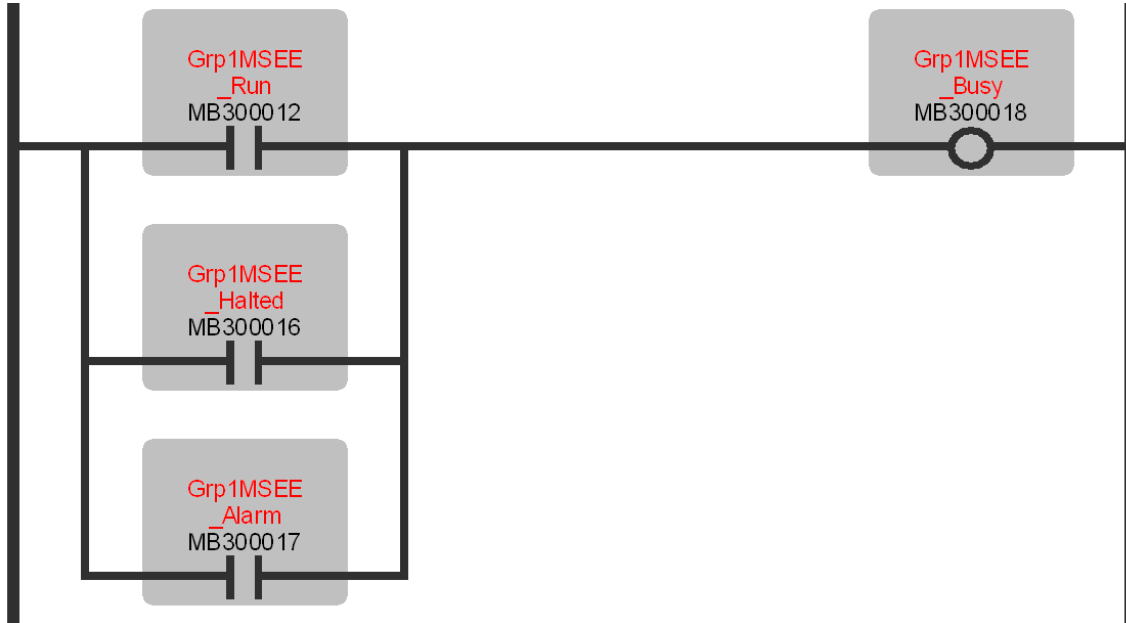 Grp1MSEE
_Run
MB300012
Grp1MSEE
_Busy
MB300018
Grp1MSEE
_Halted
MB300016
Grp1MSEE
_Alarm
MB300017